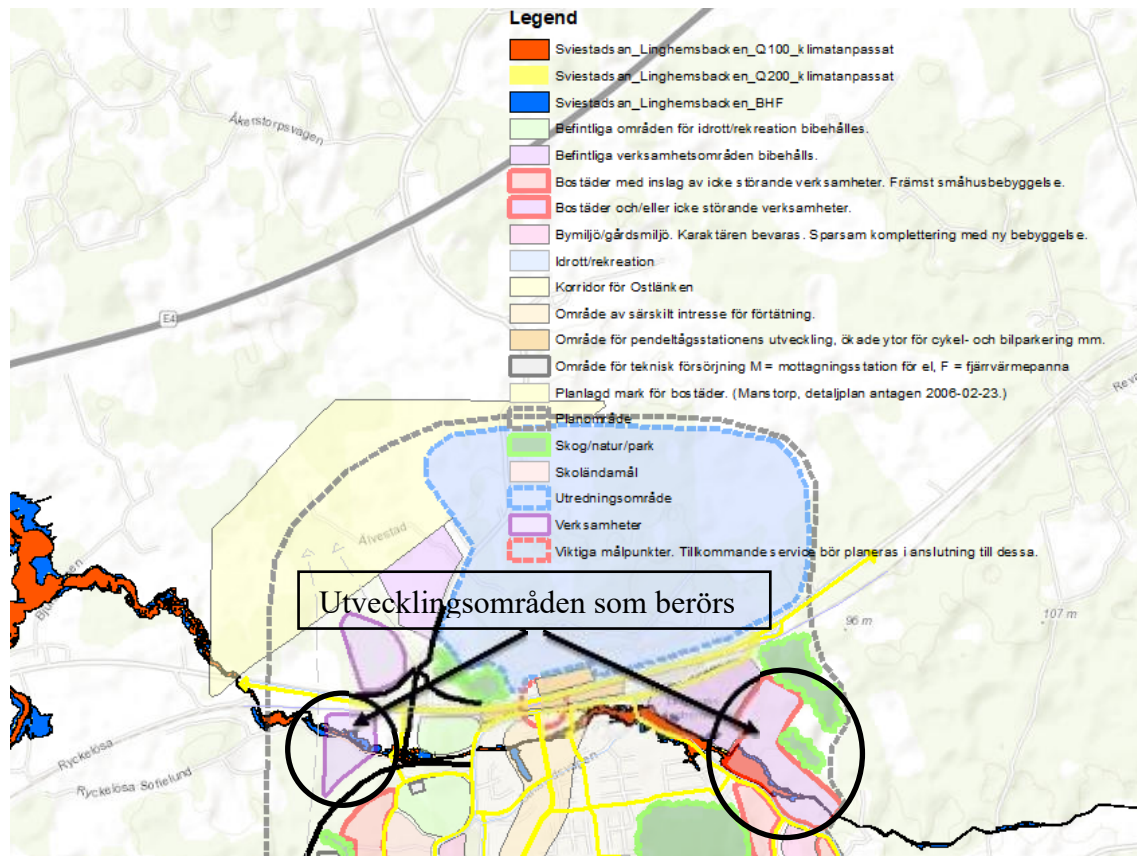 Legend
Sviestadsan_Linghemsbacken_Q100_klimatanpassat
Sviestadsan_Linghemsbacken_Q200_klimatanpassat
Sviestadsan_Linghemsbacken_BHF
Befintliga områden för idrott/rekreation bibehålles.
Befintliga verksamhetsområden bibehålls.
Bostäder med inslag av icke störande verksamheter. Främst småhusbebyggelse.
Bostäder och/eller icke störande verksamheter.
Bymiljö/gårdsmiljö. Karaktären bevaras. Sparsam komplettering med ny bebyggelse.
Idrott/rekreation
Korridor för Ostlänken
Område av särskilt intresse för förtätning.
Område för pendeltågsstationens utveckling, ökade ytor för cykel- och bilparkering mm.
Område för teknisk försörjning M = mottagningsstation för el, F = fjärrvärmepanna
Planlagd mark för bostäder. (Manstorp, detaljplan antagen 2006-02-23.)
Planområde
Skog/natur/park
Skoländamål
Utredningsområde
Verksamheter
Viktiga målpunkter. Tillkommande service bör planeras i anslutning till dessa.
Åkerstorpsvägen
E4
Älvestad
Utvecklingsområden som berörs
96 m
107 m
Ryckelösa
Ryckelösa Sofielund